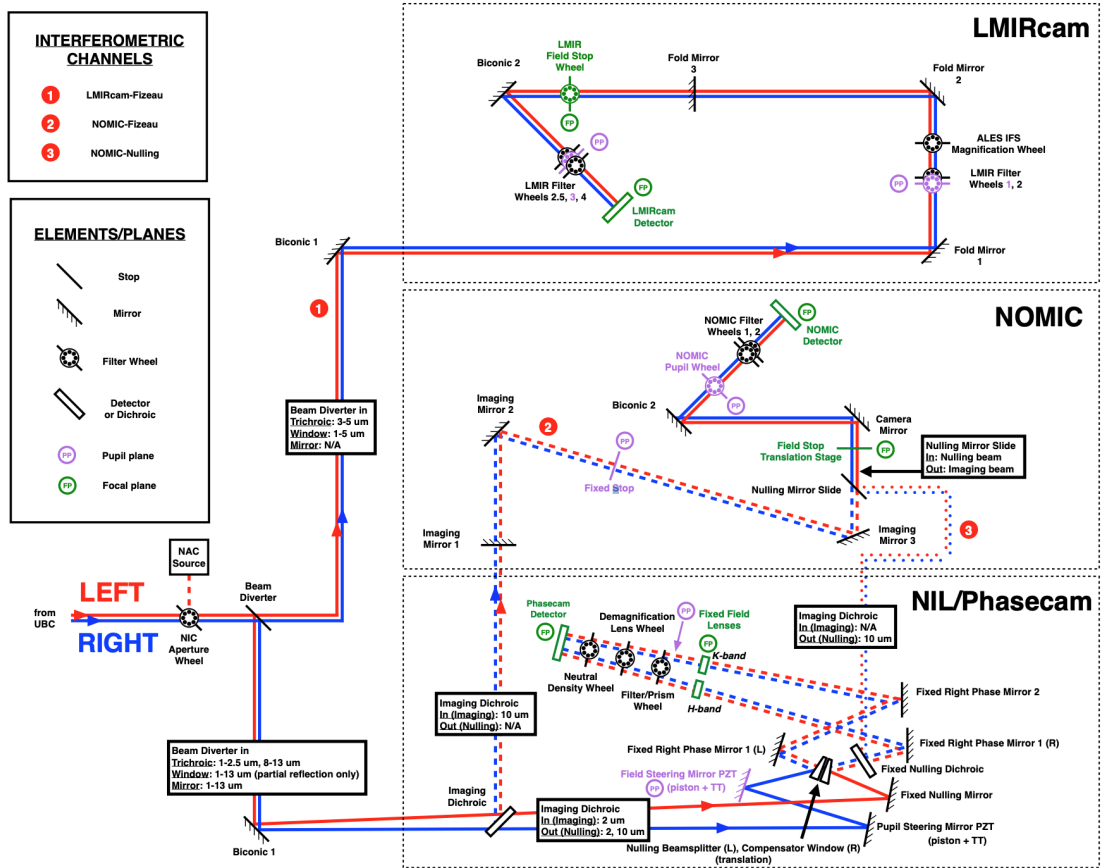 INTERFEROMETRIC
CHANNELS
1
LMIRcam-Fizeau
2
NOMIC-Fizeau
3
NOMIC-Nulling
ELEMENTS/PLANES
Stop
Mirror
Filter Wheel
Detector
or Dichroic
PP
Pupil plane
FP
Focal plane
LMIRcam
LMIR
Field Stop
Wheel
Biconic 2
Fold Mirror
3
Fold Mirror
2
FP
PP
ALES IFS
Magnification Wheel
LMIR Filter
Wheels 2.5, 3, 4
FP
LMIRcam
Detector
PP
LMIR Filter
Wheels 1, 2
Biconic 1
Fold Mirror
1
1
NOMIC
FP
NOMIC
Detector
NOMIC Filter
Wheels 1, 2
NOMIC
Pupil Wheel
PP
Biconic 2
Camera
Mirror
Imaging
Mirror 2
2
PP
Fixed Stop
Field Stop
Translation Stage
FP
Nulling Mirror Slide
In: Nulling beam
Out: Imaging beam
Nulling Mirror Slide
Imaging
Mirror 3
3
Imaging
Mirror 1
Beam Diverter in
Trichroic: 3-5 um
Window: 1-5 um
Mirror: N/A
NAC
Source
LEFT
from
UBC
RIGHT
NIC
Aperture
Wheel
Beam
Diverter
NIL/Phasecam
Phasecam
Detector
FP
Demagnification
Lens Wheel
PP
Fixed Field
Lenses
FP
K-band
Neutral
Density Wheel
Filter/Prism
Wheel
H-band
Imaging Dichroic
In (Imaging): N/A
Out (Nulling): 10 um
Fixed Right Phase Mirror 2
Imaging Dichroic
In (Imaging): 10 um
Out (Nulling): N/A
Fixed Right Phase Mirror 1 (L)
Fixed Right Phase Mirror 1 (R)
Fixed Nulling Dichroic
Field Steering Mirror PZT
PP
(piston + TT)
Fixed Nulling Mirror
Beam Diverter in
Trichroic: 1-2.5 um, 8-13 um
Window: 1-13 um (partial reflection only)
Mirror: 1-13 um
Imaging
Dichroic
Imaging Dichroic
In (Imaging): 2 um
Out (Nulling): 2, 10 um
Pupil Steering Mirror PZT
(piston + TT)
Biconic 1
Nulling Beamsplitter (L), Compensator Window (R)
(translation)